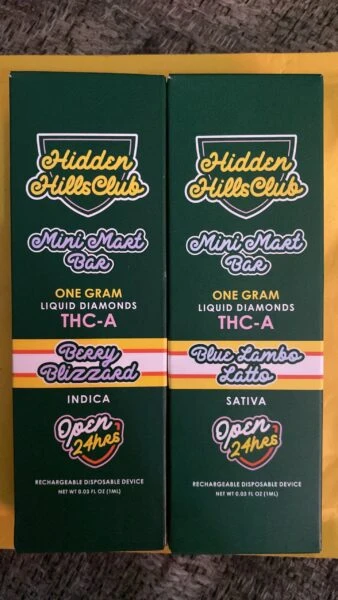 Hidden
Hills Club
Mini Mart
Bar
ONE GRAM
LIQUID DIAMONDS
THC-A
Berry
Blizzard
INDICA
Open
24hrs
RECHARGEABLE DISPOSABLE DEVICE
NET WT 0.03 FL OZ (1ML)
Hidden
Hills Club
Mini Mart
Bar
ONE GRAM
LIQUID DIAMONDS
THC-A
Blue Lambo
Latto
SATIVA
Open
24hrs
RECHARGEABLE DISPOSABLE DEVICE
NET WT 0.03 FL OZ (1ML)